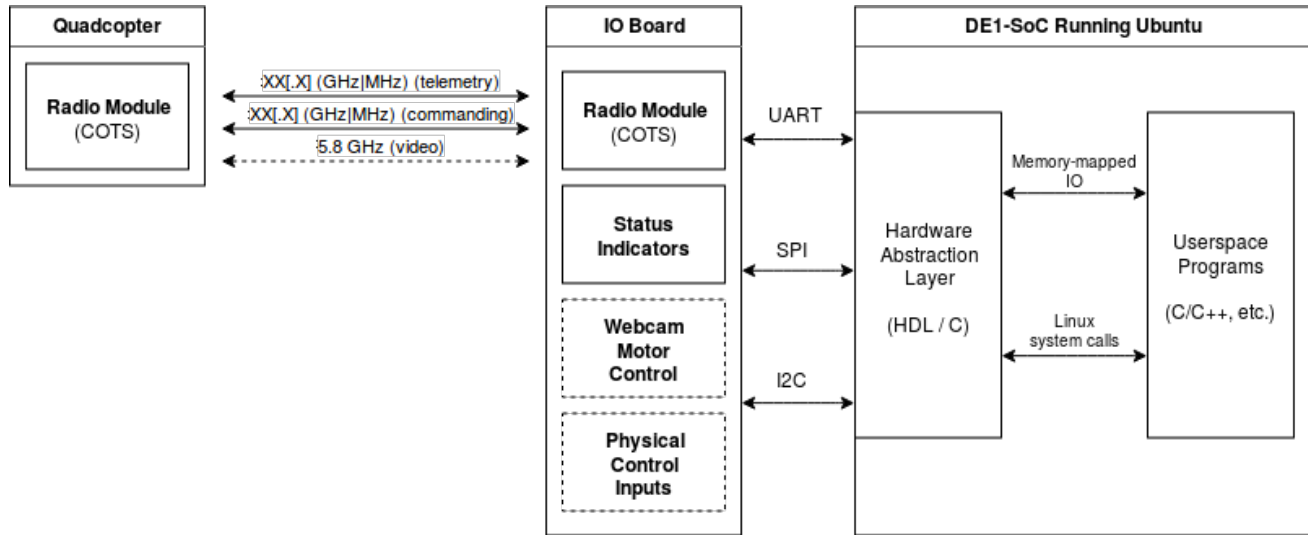 Quadcopter
Radio Module
(COTS)
:XX[.X] (GHz|MHz) (telemetry)
:XX[.X] (GHz|MHz) (commanding)
:5.8 GHz (video)
IO Board
Radio Module
(COTS)
Status
Indicators
Webcam
Motor
Control
Physical
Control
Inputs
UART
SPI
I2C
DE1-SoC Running Ubuntu
Hardware
Abstraction
Layer
(HDL / C)
Memory-mapped
IO
Linux
system calls
Userspace
Programs
(C/C++, etc.)